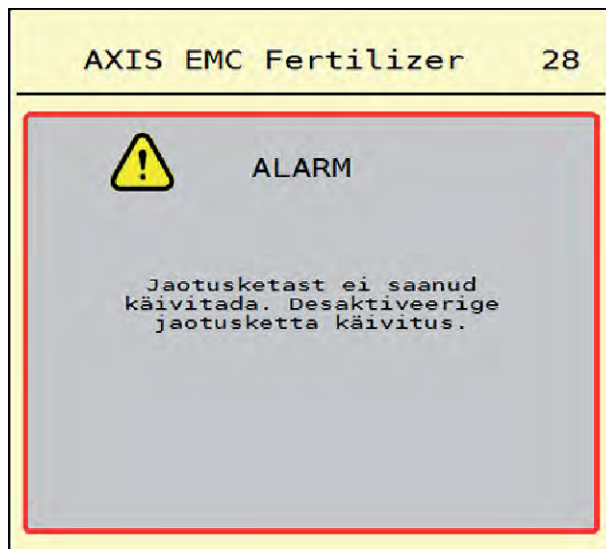 AXIS EMC Fertilizer 28
ALARM
Jaotusketast ei saanud
käivitada. Desaktiveerige
jaotusketta käivitus.